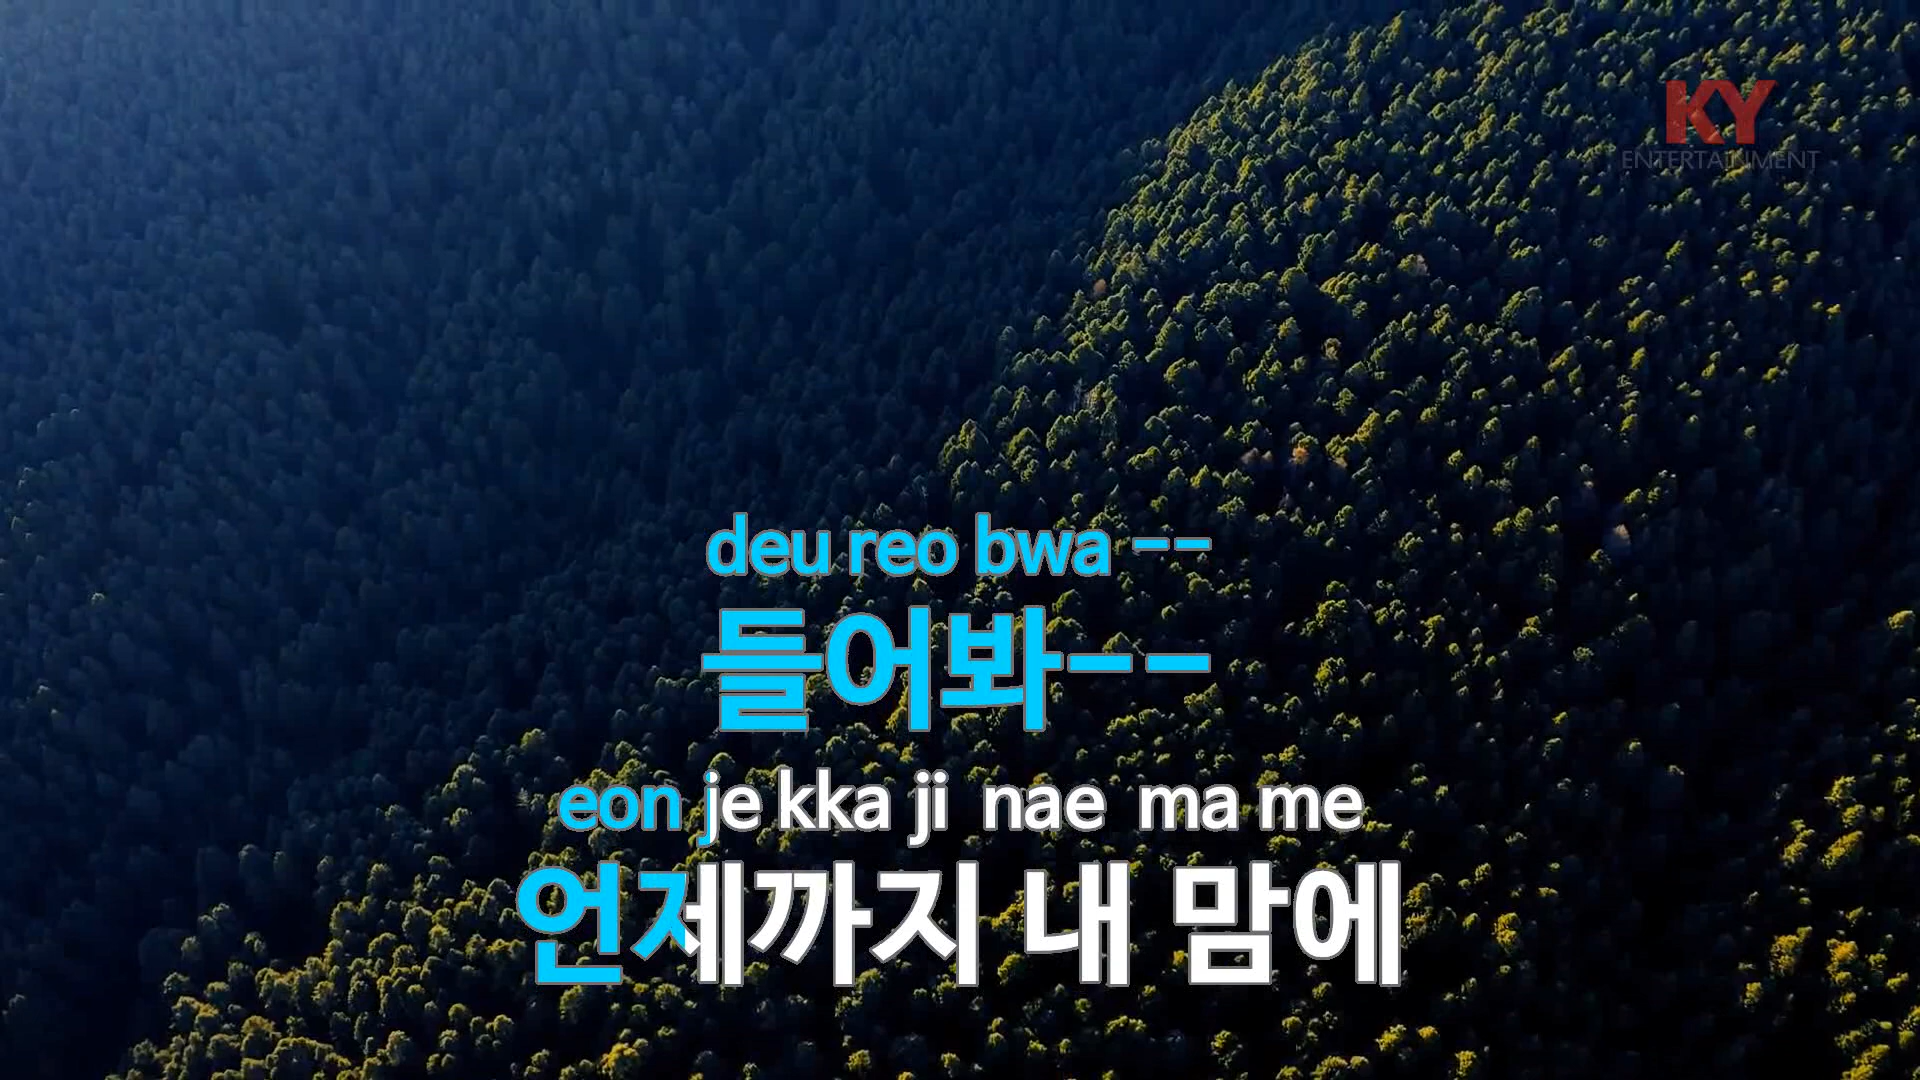 KY
ENTERTAINMENT
deu reo bwa --
들어봐--
eon je kka ji nae ma me
언제까지 내 맘에